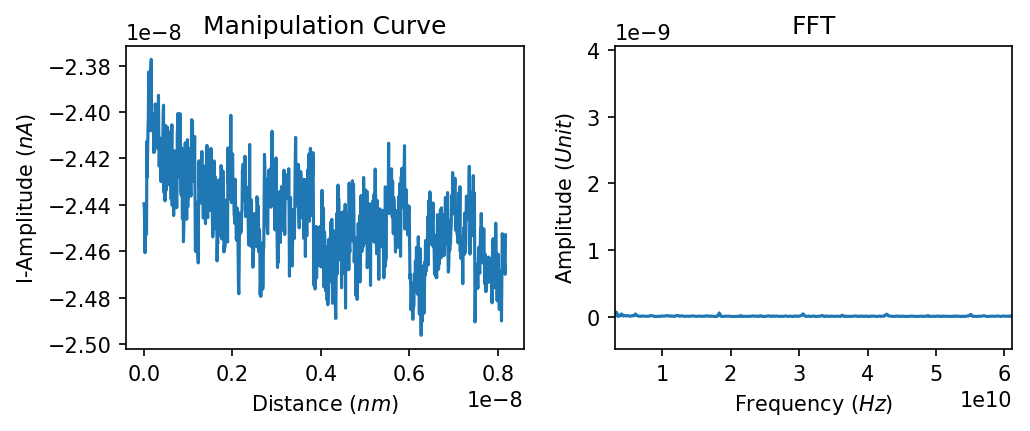 Manipulation Curve
1e−8
I-Amplitude (nA)
−2.38
−2.40
−2.42
−2.44
−2.46
−2.48
−2.50
0.0 0.2 0.4 0.6 0.8
Distance (nm)
1e−8
FFT
1e−9
Amplitude (Unit)
4
3
2
1
0
1 2 3 4 5 6
Frequency (Hz)
1e10